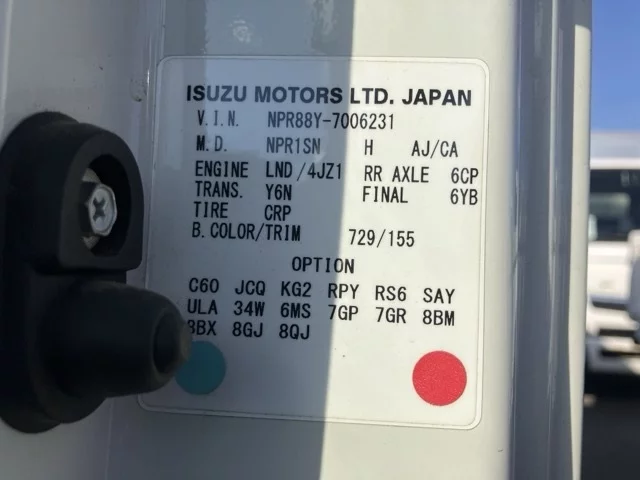 ISUZU MOTORS LTD. JAPAN
V.I.N. NPR88Y-7006231
M.D. NPR1SN H AJ/CA
ENGINE LND/4JZ1 RR AXLE 6CP
TRANS. Y6N FINAL 6YB
TIRE CRP
B.COLOR/TRIM 729/155
OPTION
C60 JCQ KG2 RPY RS6 SAY
ULA 34W 6MS 7GP 7GR 8BM
8BX 8GJ 8QJ